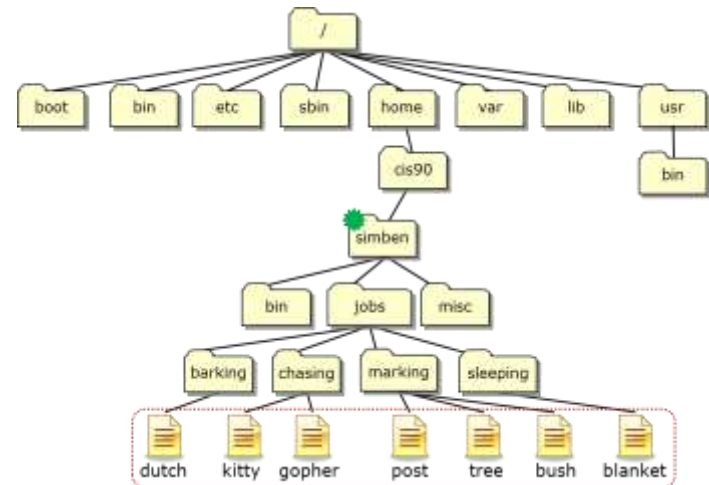 /
boot bin etc sbin home var lib usr
cis90 bin
simben
bin jobs misc
barking chasing marking sleeping
dutch kitty gopher post tree bush blanket